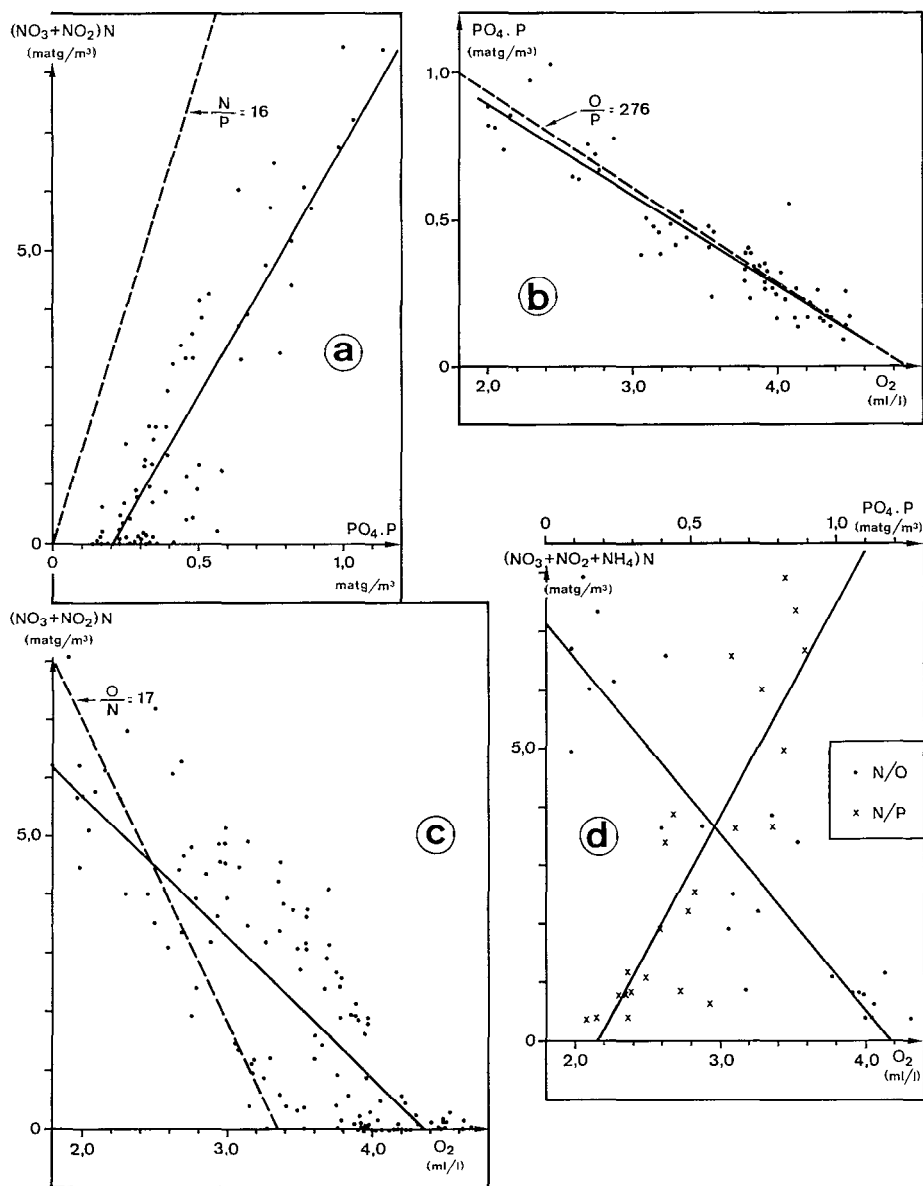 (NO₃+NO₂)N
(matg/m³)
N/P = 16
5,0
0
0
0,5
1,0
PO₄.P
matg/m³
a
PO₄.P
(matg/m³)
1,0
O/P = 276
0,5
0
2,0
3,0
4,0
O₂
(ml/l)
b
(NO₃+NO₂)N
(matg/m³)
O/N = 17
5,0
0
2,0
3,0
4,0
O₂
(ml/l)
c
PO₄.P
(matg/m³)
0
0,5
1,0
(NO₃+NO₂+NH₄)N
(matg/m³)
5,0
0
2,0
3,0
4,0
O₂
(ml/l)
d
• N/O
x N/P